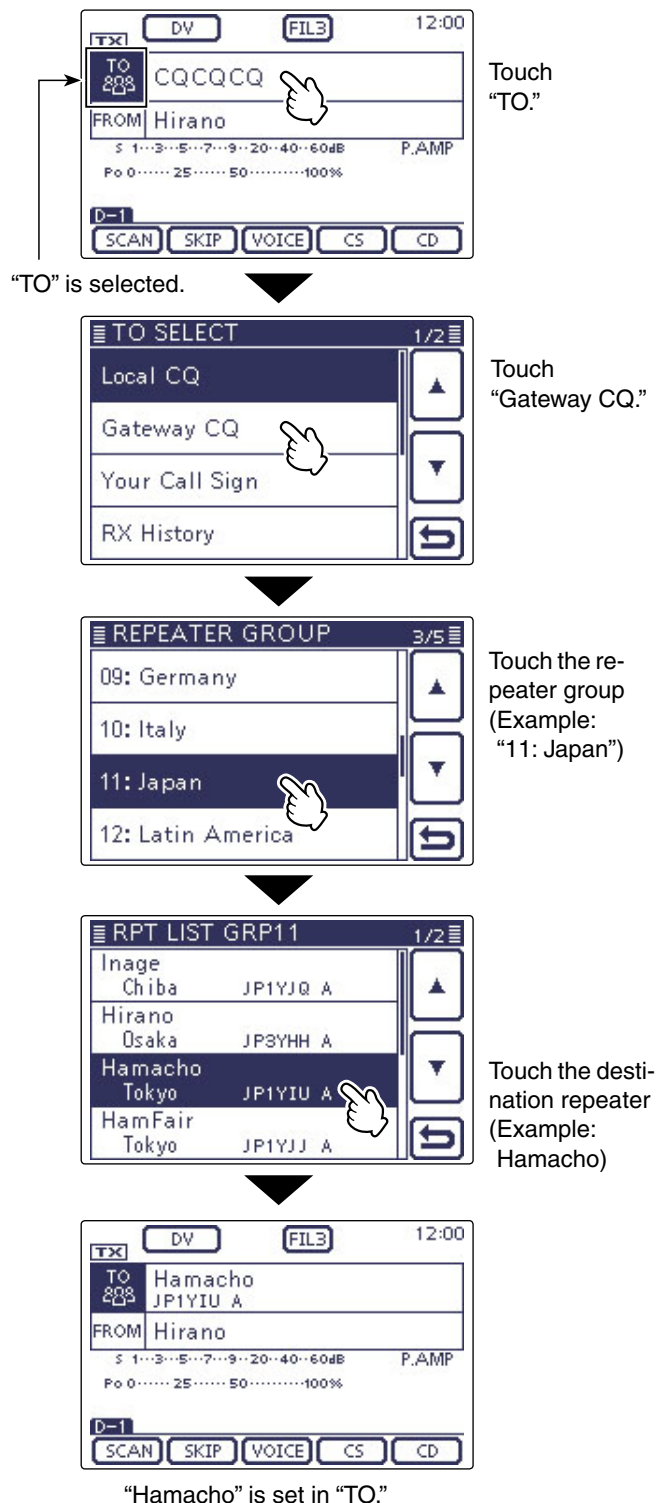 TX DV FIL3 12:00
TO CQCQCQ
FROM Hirano
S 1···3···5···7···9··20··40··60dB P.AMP
Po 0······ 25 ······ 50 ·········100%
D-1
SCAN SKIP VOICE CS CD
Touch
“TO.”
“TO” is selected.
TO SELECT 1/2
Local CQ
Gateway CQ
Your Call Sign
RX History
Touch
“Gateway CQ.”
REPEATER GROUP 3/5
09: Germany
10: Italy
11: Japan
12: Latin America
Touch the re-
peater group
(Example:
“11: Japan”)
RPT LIST GRP11 1/2
Inage
Chiba JP1YJQ A
Hirano
Osaka JP3YHH A
Hamacho
Tokyo JP1YIU A
HamFair
Tokyo JP1YJJ A
Touch the desti-
nation repeater
(Example:
Hamacho)
TX DV FIL3 12:00
TO Hamacho
JP1YIU A
FROM Hirano
S 1···3···5···7···9··20··40··60dB P.AMP
Po 0······ 25 ······ 50 ·········100%
D-1
SCAN SKIP VOICE CS CD
“Hamacho” is set in “TO.”